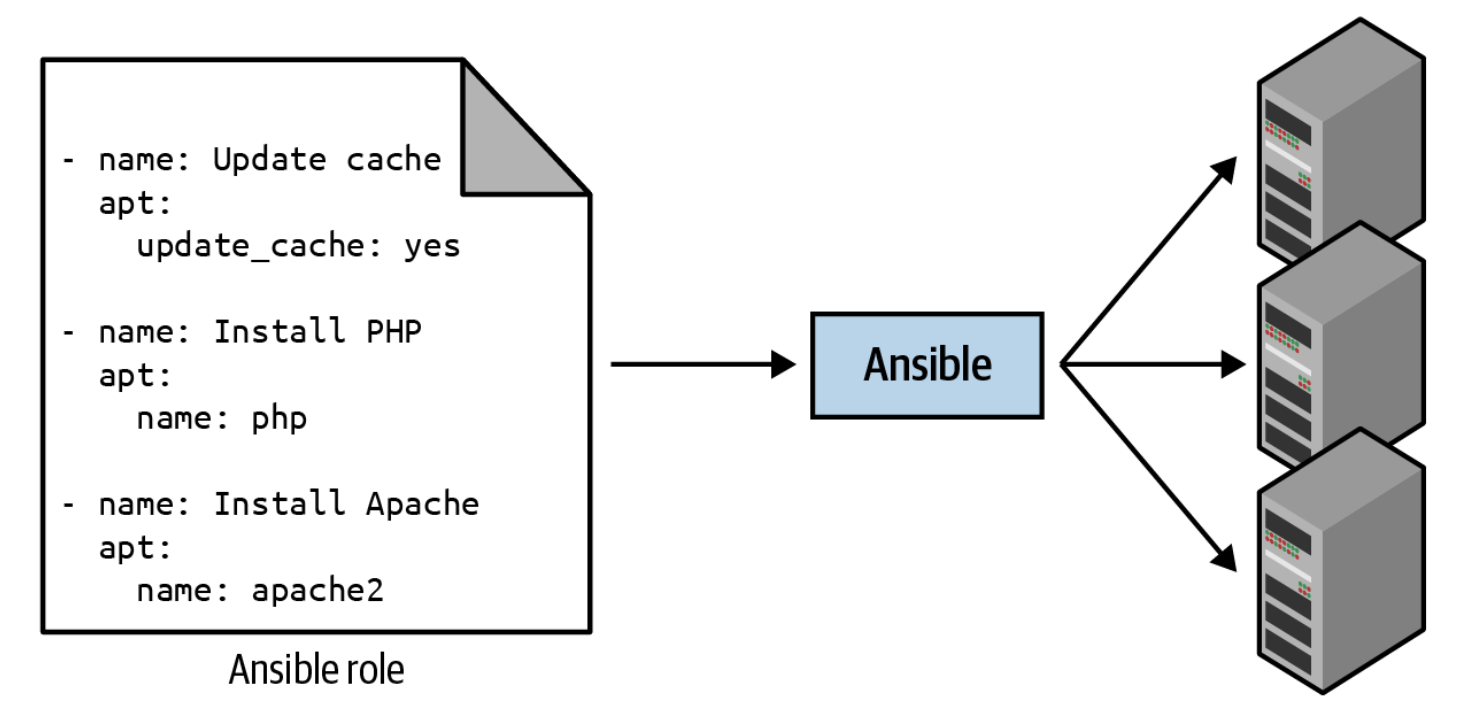 - name: Update cache
  apt:
    update_cache: yes
- name: Install PHP
  apt:
    name: php
- name: Install Apache
  apt:
    name: apache2
Ansible role
Ansible